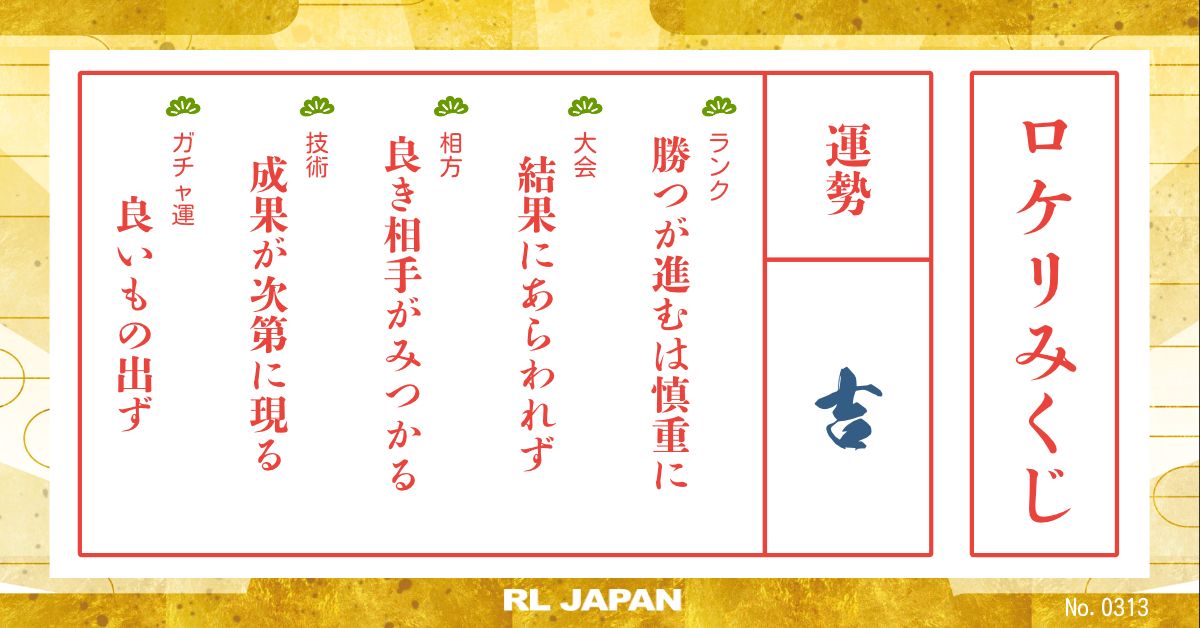 ロケリみくじ
運勢
吉
ランク
勝つが進むは慎重に
大会
結果にあらわれず
相方
良き相手がみつかる
技術
成果が次第に現る
ガチャ運
良いもの出ず
RL JAPAN
No. 0313